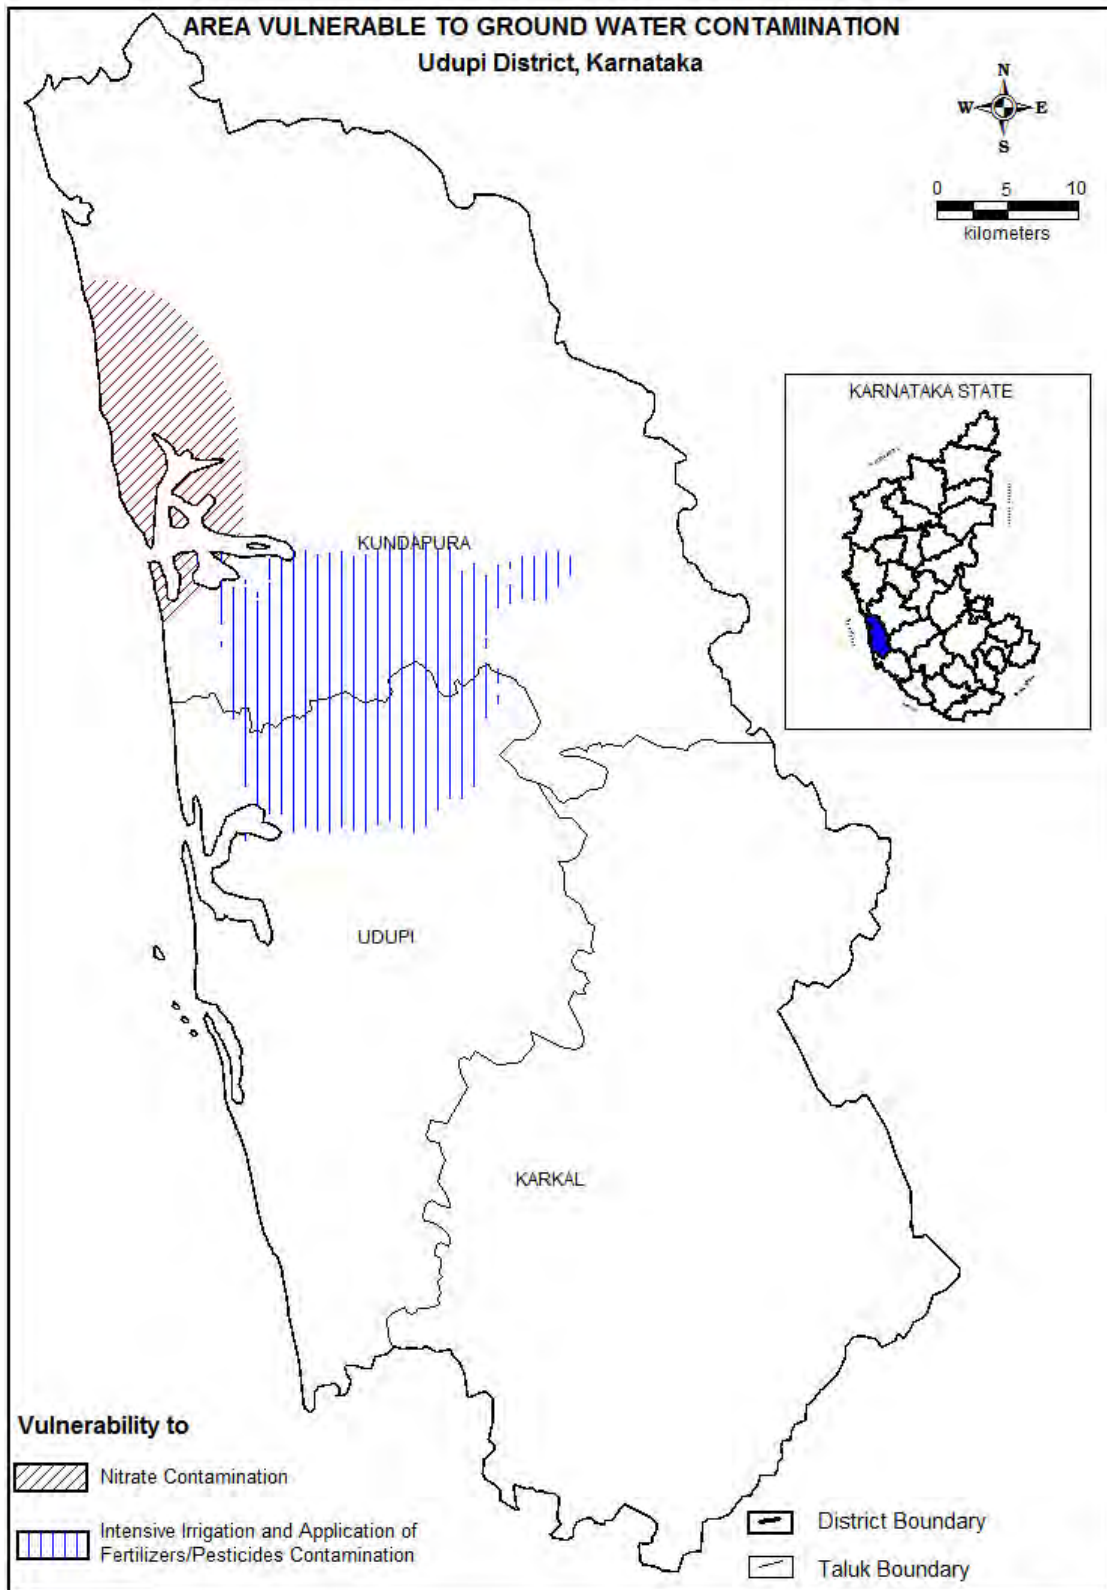 AREA VULNERABLE TO GROUND WATER CONTAMINATION
Udupi District, Karnataka
N
W E
S
0 5 10
kilometers
KARNATAKA STATE
KUNDAPURA
UDUPI
KARKAL
Vulnerability to
Nitrate Contamination
Intensive Irrigation and Application of
Fertilizers/Pesticides Contamination
District Boundary
Taluk Boundary